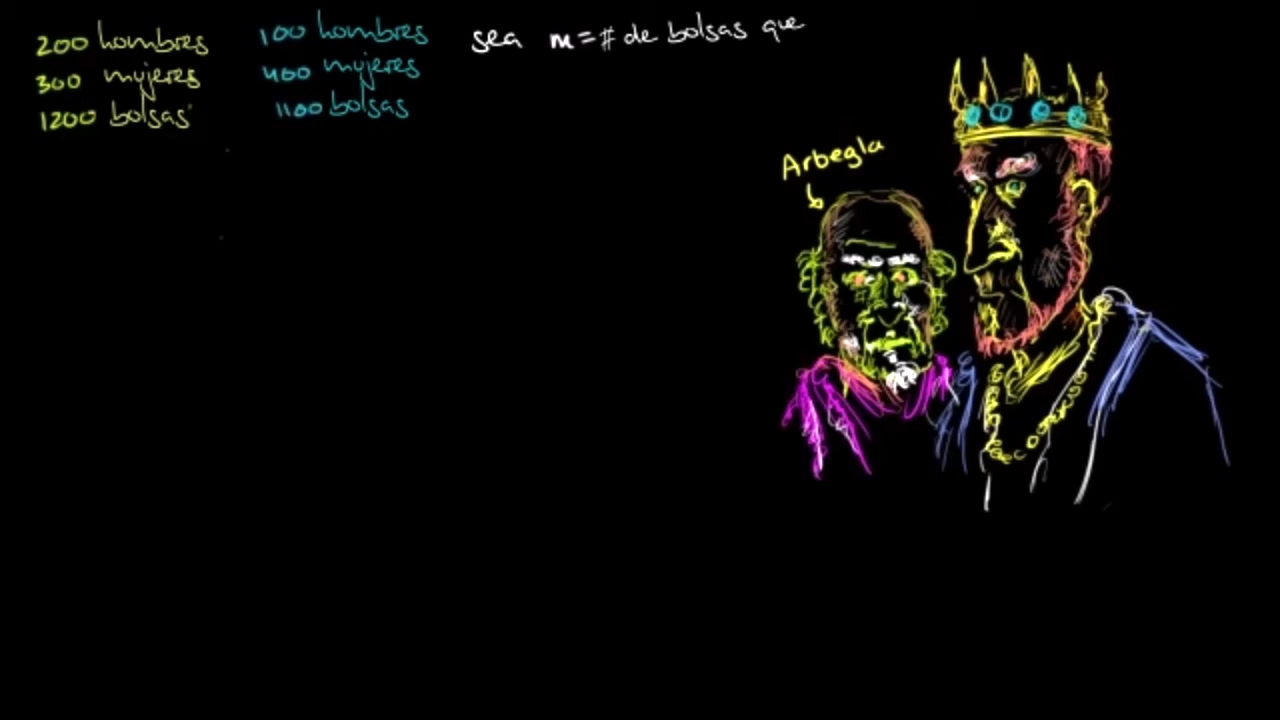 200 hombres
300 mujeres
1200 bolsas
100 hombres
400 mujeres
1100 bolsas
sea m = # de bolsas que
Arbegla